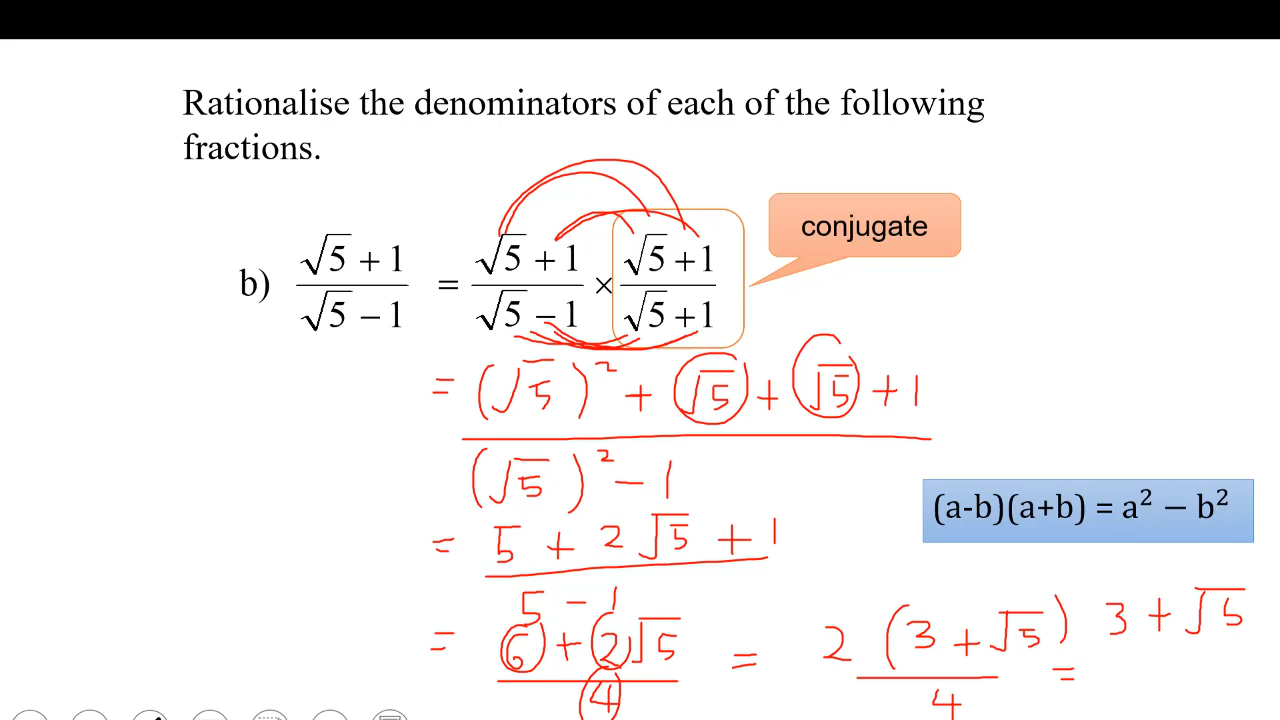 Rationalise the denominators of each of the following
fractions.
conjugate
b) (√5 + 1)/(√5 − 1) = (√5 + 1)/(√5 − 1) × (√5 + 1)/(√5 + 1)
= ((√5)² + √5 + √5 + 1)/((√5)² − 1)
(a-b)(a+b) = a² − b²
= (5 + 2√5 + 1)/(5 − 1)
= (6 + 2√5)/4 = 2(3 + √5)/4 = 3 + √5